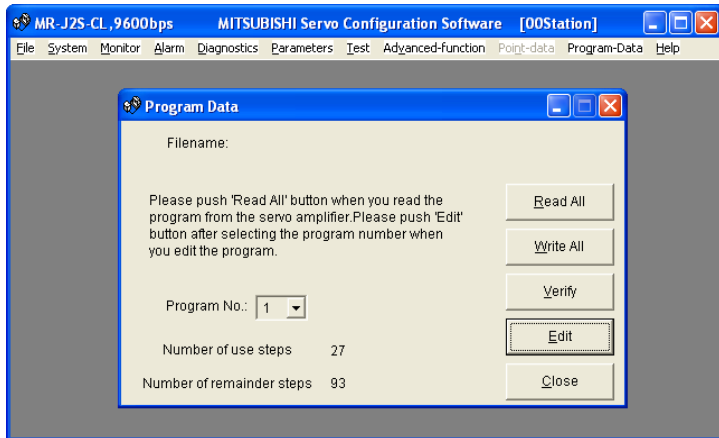 MR-J2S-CL,9600bps MITSUBISHI Servo Configuration Software [00Station]
File System Monitor Alarm Diagnostics Parameters Test Advanced-function Point-data Program-Data Help
Program Data
Filename:
Please push 'Read All' button when you read the
program from the servo amplifier.Please push 'Edit'
button after selecting the program number when
you edit the program.
Read All
Write All
Verify
Program No.: 1
Edit
Number of use steps 27
Number of remainder steps 93
Close